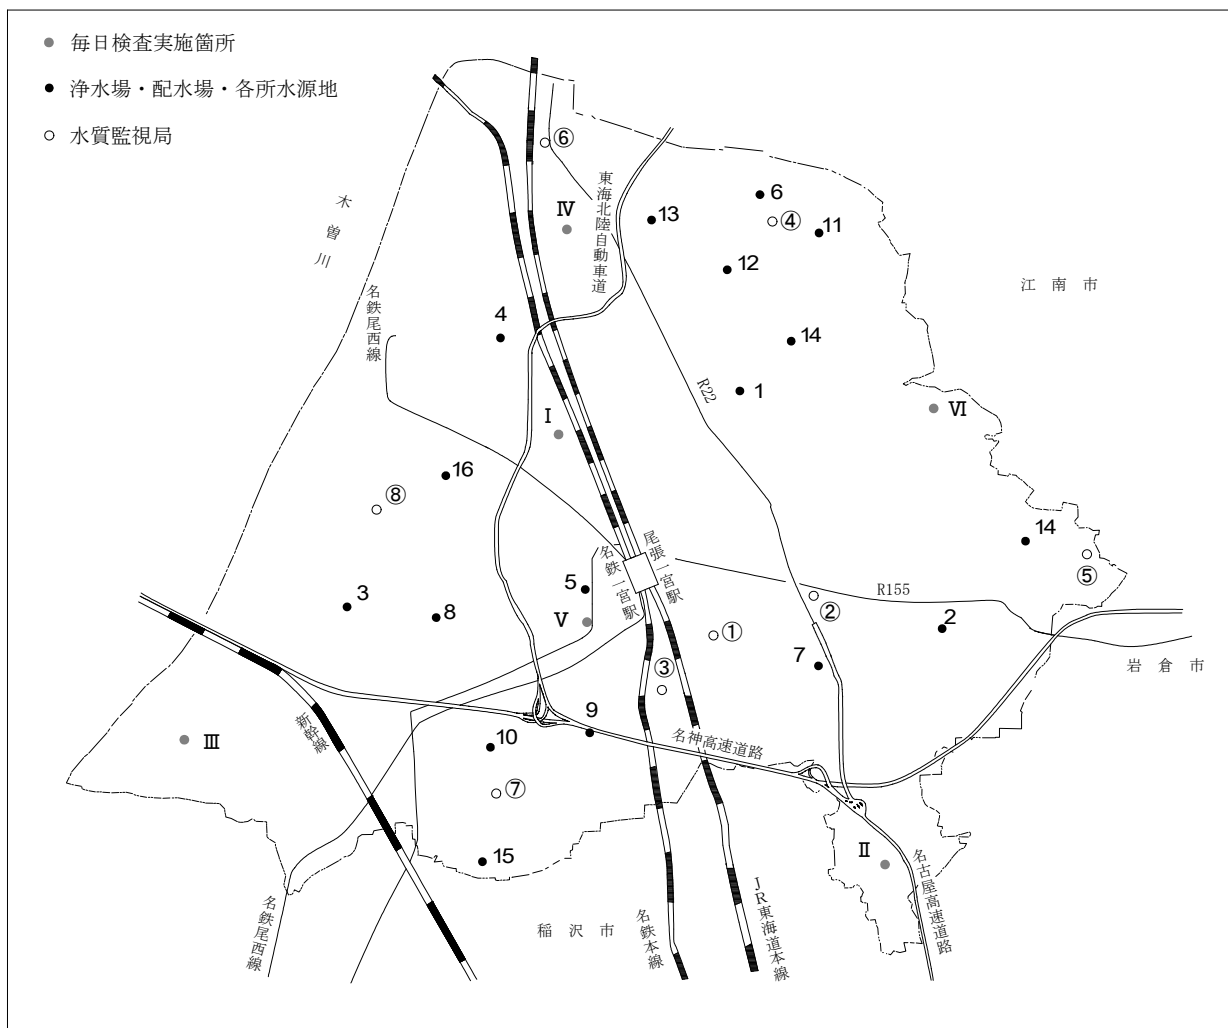 毎日検査実施箇所
浄水場・配水場・各所水源地
水質監視局
⑥
6
Ⅳ
13
④
11
東海北陸自動車道
木曽川
12
江南市
名鉄尾西線
4
14
R22
1
Ⅵ
Ⅰ
16
⑧
14
⑤
尾張一宮駅
名鉄一宮駅
5
R155
3
8
Ⅴ
②
2
①
7
岩倉市
③
9
新幹線
Ⅲ
10
名神高速道路
⑦
15
Ⅱ
名古屋高速道路
名鉄尾西線
稲沢市
名鉄本線
JR東海道本線